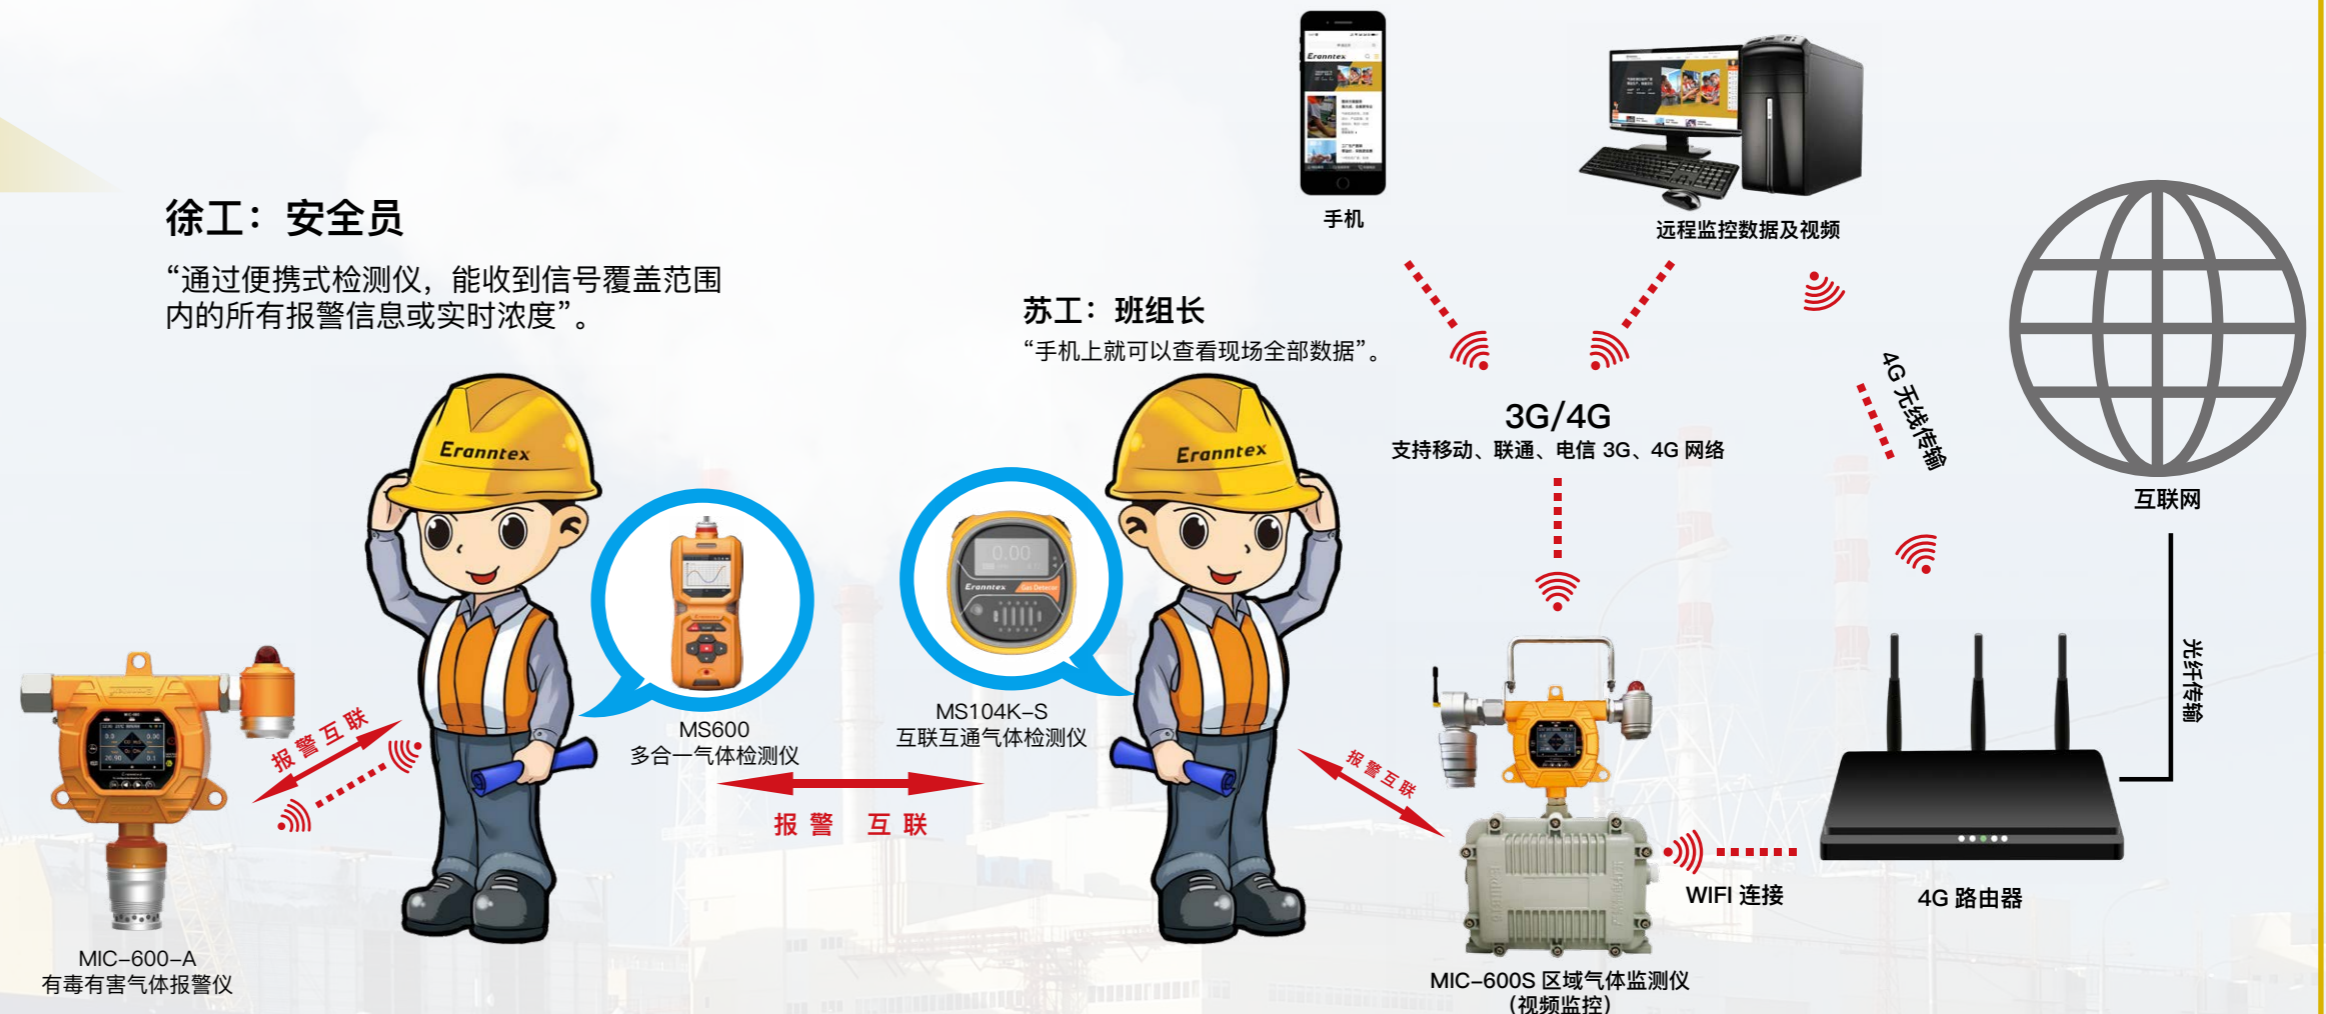 徐工：安全员
“通过便携式检测仪，能收到信号覆盖范围
内的所有报警信息或实时浓度”。
苏工：班组长
“手机上就可以查看现场全部数据”。
Eranntex
手机
远程监控数据及视频
3G/4G
支持移动、联通、电信 3G、4G 网络
4G 无线传输
互联网
光纤传输
Eranntex
Eranntex
0.00
Eranntex
Gas Detector
MS600
多合一气体检测仪
MS104K-S
互联互通气体检测仪
报警互联
报警 互联
报警互联
WIFI 连接
4G 路由器
MIC-600-A
有毒有害气体报警仪
MIC-600S 区域气体监测仪
（视频监控）